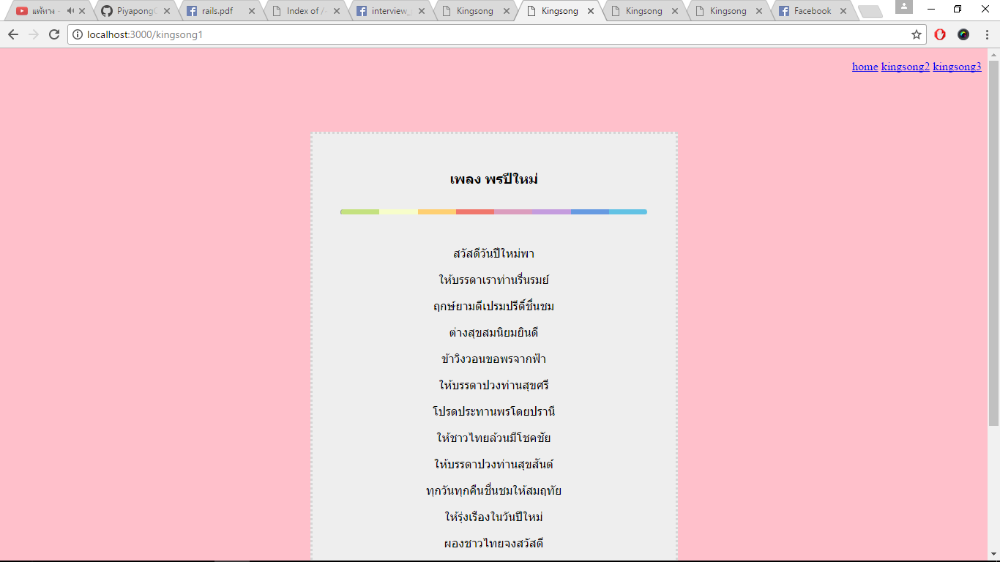 แพ้ทาง -
Piyapong
rails.pdf
Index of /
interview_
Kingsong
Kingsong
Kingsong
Kingsong
Facebook
localhost:3000/kingsong1
home kingsong2 kingsong3
เพลง พรปีใหม่
สวัสดีวันปีใหม่พา
ให้บรรดาเราท่านรื่นรมย์
ฤกษ์ยามดีเปรมปรีดิ์ชื่นชม
ต่างสุขสมนิยมยินดี
ข้าวิงวอนขอพรจากฟ้า
ให้บรรดาปวงท่านสุขศรี
โปรดประทานพรโดยปรานี
ให้ชาวไทยล้วนมีโชคชัย
ให้บรรดาปวงท่านสุขสันต์
ทุกวันทุกคืนชื่นชมให้สมฤทัย
ให้รุ่งเรืองในวันปีใหม่
ผองชาวไทยจงสวัสดี